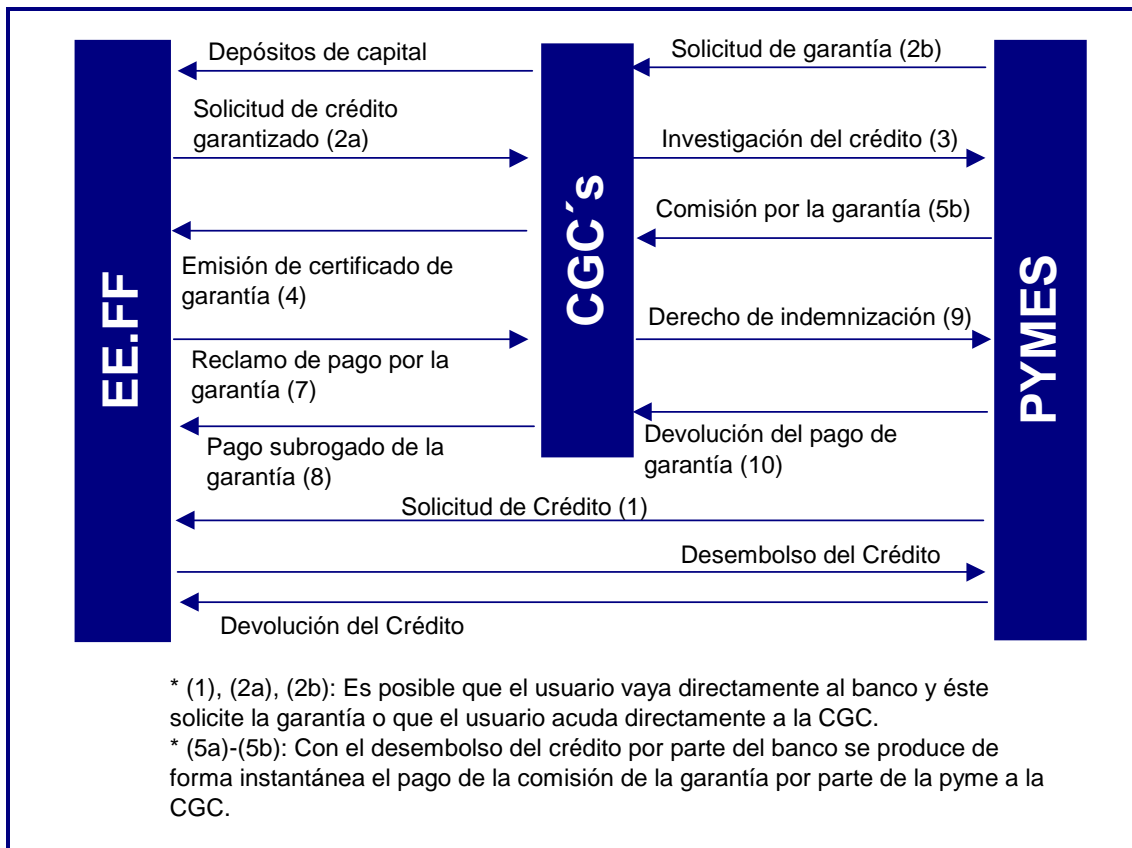 Depósitos de capital
Solicitud de garantía (2b)
Solicitud de crédito
garantizado (2a)
Investigación del crédito (3)
Comisión por la garantía (5b)
Emisión de certificado de
garantía (4)
Derecho de indemnización (9)
Reclamo de pago por la
garantía (7)
Devolución del pago de
garantía (10)
Pago subrogado de la
garantía (8)
EE.FF
CGC´s
PYMES
Solicitud de Crédito (1)
Desembolso del Crédito
Devolución del Crédito
* (1), (2a), (2b): Es posible que el usuario vaya directamente al banco y éste
solicite la garantía o que el usuario acuda directamente a la CGC.
* (5a)-(5b): Con el desembolso del crédito por parte del banco se produce de
forma instantánea el pago de la comisión de la garantía por parte de la pyme a la
CGC.